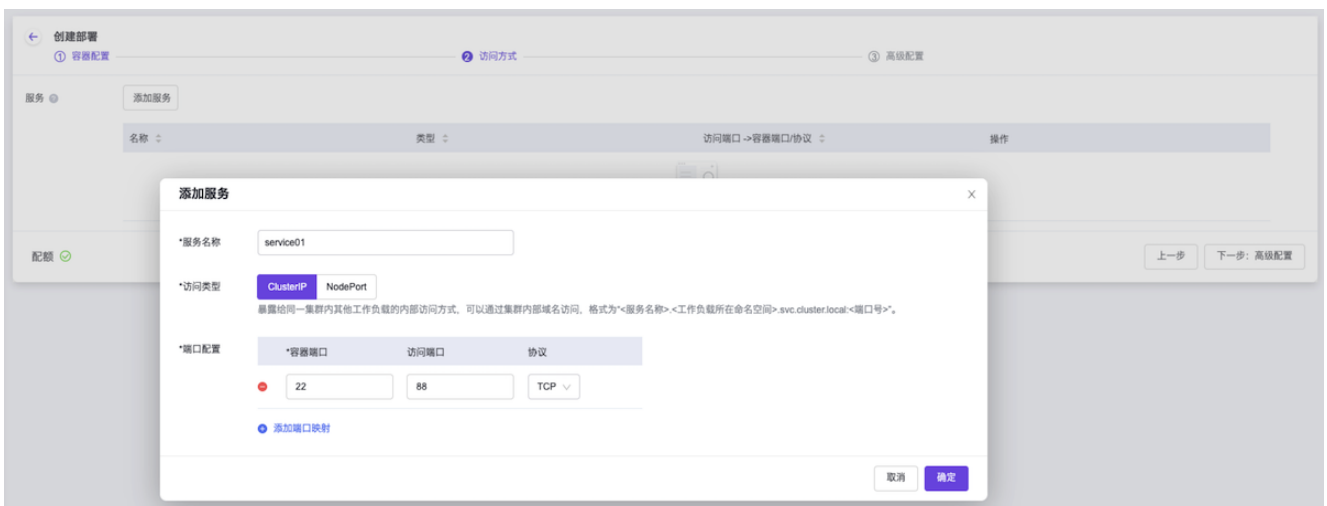 创建部署
① 容器配置
② 访问方式
③ 高级配置
服务
添加服务
名称
类型
访问端口->容器端口/协议
操作
添加服务
*服务名称
service01
*访问类型
ClusterIP
NodePort
暴露给同一集群内其他工作负载的内部访问方式，可以通过集群内部域名访问，格式为"<服务名称>.<工作负载所在命名空间>.svc.cluster.local:<端口号>"。
*端口配置
*容器端口
访问端口
协议
22
88
TCP
添加端口映射
取消
确定
配额
上一步
下一步：高级配置